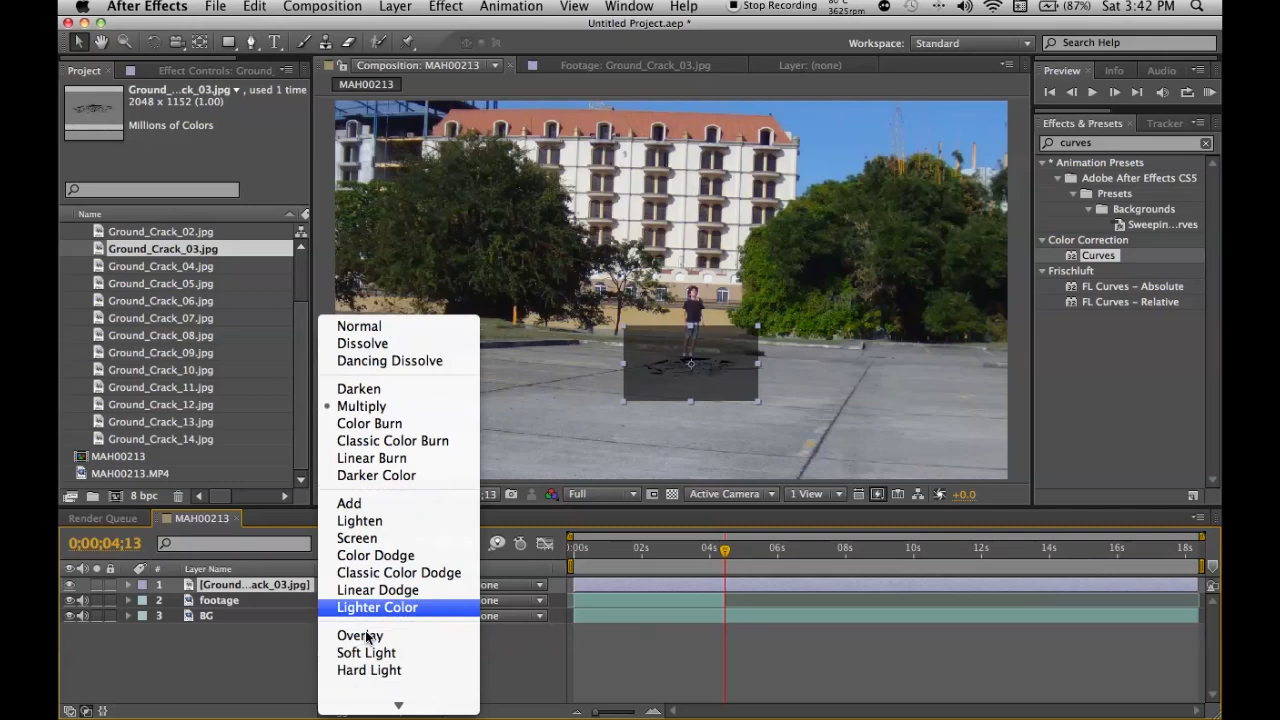 After Effects File Edit Composition Layer Effect Animation View Window Help Stop Recording 3625rpm (87%) Sat 3:42 PM
Untitled Project.aep *
Workspace: Standard Search Help
Project Effect Controls: Ground_ Composition: MAH00213 Footage: Ground_Crack_03.jpg Layer: (none) Preview Info Audio
MAH00213
Ground_...ck_03.jpg , used 1 time
2048 x 1152 (1.00)
Millions of Colors
Effects & Presets Tracker
curves
* Animation Presets
Adobe After Effects CS5
Presets
Backgrounds
Sweepin...rves
Color Correction
Curves
Frischluft
FL Curves - Absolute
FL Curves - Relative
Name
Ground_Crack_02.jpg
Ground_Crack_03.jpg
Ground_Crack_04.jpg
Ground_Crack_05.jpg
Ground_Crack_06.jpg
Ground_Crack_07.jpg
Ground_Crack_08.jpg
Ground_Crack_09.jpg
Ground_Crack_10.jpg
Ground_Crack_11.jpg
Ground_Crack_12.jpg
Ground_Crack_13.jpg
Ground_Crack_14.jpg
MAH00213
MAH00213.MP4
8 bpc
Normal
Dissolve
Dancing Dissolve
Darken
Multiply
Color Burn
Classic Color Burn
Linear Burn
Darker Color
Add
Lighten
Screen
Color Dodge
Classic Color Dodge
Linear Dodge
Lighter Color
Overlay
Soft Light
Hard Light
;13 Full Active Camera 1 View +0.0
Render Queue MAH00213
0;00;04;13
:00s 02s 04s 06s 08s 10s 12s 14s 16s 18s
# Layer Name
1 [Ground...ack_03.jpg] one
2 footage one
3 BG one